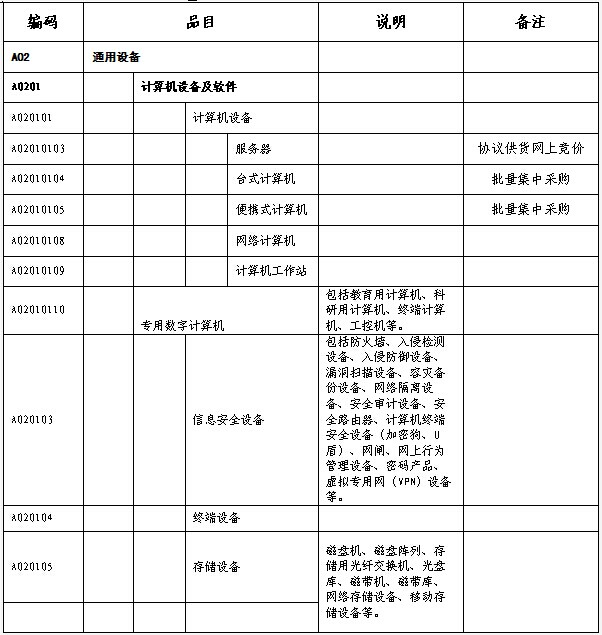 编码 品目 说明 备注
A02 通用设备
A0201 计算机设备及软件
A020101 计算机设备
A02010103 服务器 协议供货网上竞价
A02010104 台式计算机 批量集中采购
A02010105 便携式计算机 批量集中采购
A02010108 网络计算机
A02010109 计算机工作站
A02010110 专用数字计算机
包括教育用计算机、科
研用计算机、终端计算
机、工控机等。
A020103 信息安全设备
包括防火墙、入侵检测
设备、入侵防御设备、
漏洞扫描设备、容灾备
份设备、网络隔离设
备、安全审计设备、安
全路由器、计算机终端
安全设备（加密狗、U
盾）、网闸、网上行为
管理设备、密码产品、
虚拟专用网（VPN）设备
等。
A020104 终端设备
A020105 存储设备
磁盘机、磁盘阵列、存
储用光纤交换机、光盘
库、磁带机、磁带库、
网络存储设备、移动存
储设备等。